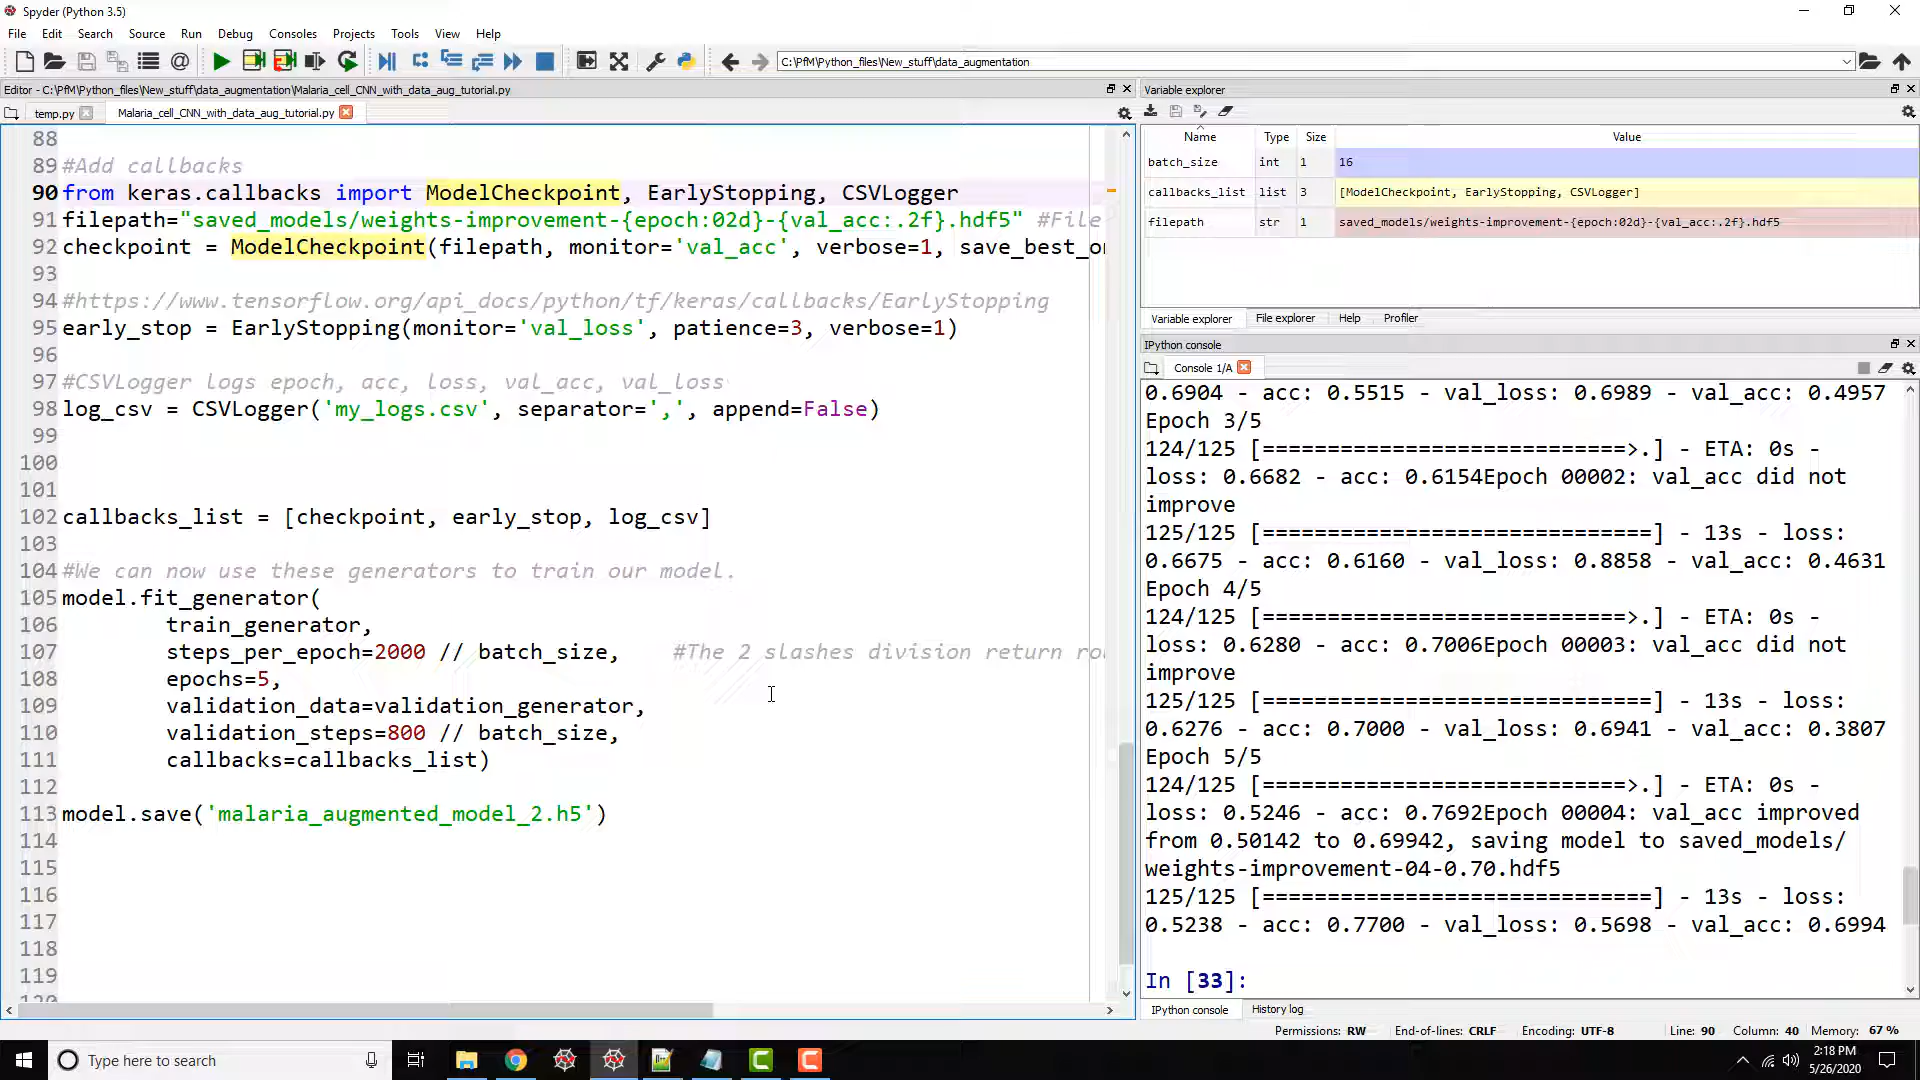 Spyder (Python 3.5)
File Edit Search Source Run Debug Consoles Projects Tools View Help
C:\PfM\Python_files\New_stuff\data_augmentation
Editor - C:\PfM\Python_files\New_stuff\data_augmentation\Malaria_cell_CNN_with_data_aug_tutorial.py
temp.py Malaria_cell_CNN_with_data_aug_tutorial.py
88
89 #Add callbacks
90 from keras.callbacks import ModelCheckpoint, EarlyStopping, CSVLogger
91 filepath="saved_models/weights-improvement-{epoch:02d}-{val_acc:.2f}.hdf5" #File
92 checkpoint = ModelCheckpoint(filepath, monitor='val_acc', verbose=1, save_best_o
93
94 #https://www.tensorflow.org/api_docs/python/tf/keras/callbacks/EarlyStopping
95 early_stop = EarlyStopping(monitor='val_loss', patience=3, verbose=1)
96
97 #CSVLogger logs epoch, acc, loss, val_acc, val_loss
98 log_csv = CSVLogger('my_logs.csv', separator=',', append=False)
99
100
101
102 callbacks_list = [checkpoint, early_stop, log_csv]
103
104 #We can now use these generators to train our model.
105 model.fit_generator(
106 train_generator,
107 steps_per_epoch=2000 // batch_size, #The 2 slashes division return ro
108 epochs=5,
109 validation_data=validation_generator,
110 validation_steps=800 // batch_size,
111 callbacks=callbacks_list)
112
113 model.save('malaria_augmented_model_2.h5')
114
115
116
117
118
119
120
Variable explorer
Name Type Size Value
batch_size int 1 16
callbacks_list list 3 [ModelCheckpoint, EarlyStopping, CSVLogger]
filepath str 1 saved_models/weights-improvement-{epoch:02d}-{val_acc:.2f}.hdf5
Variable explorer File explorer Help Profiler
IPython console
Console 1/A
0.6904 - acc: 0.5515 - val_loss: 0.6989 - val_acc: 0.4957
Epoch 3/5
124/125 [============================>.] - ETA: 0s -
loss: 0.6682 - acc: 0.6154Epoch 00002: val_acc did not
improve
125/125 [==============================] - 13s - loss:
0.6675 - acc: 0.6160 - val_loss: 0.8858 - val_acc: 0.4631
Epoch 4/5
124/125 [============================>.] - ETA: 0s -
loss: 0.6280 - acc: 0.7006Epoch 00003: val_acc did not
improve
125/125 [==============================] - 13s - loss:
0.6276 - acc: 0.7000 - val_loss: 0.6941 - val_acc: 0.3807
Epoch 5/5
124/125 [============================>.] - ETA: 0s -
loss: 0.5246 - acc: 0.7692Epoch 00004: val_acc improved
from 0.50142 to 0.69942, saving model to saved_models/
weights-improvement-04-0.70.hdf5
125/125 [==============================] - 13s - loss:
0.5238 - acc: 0.7700 - val_loss: 0.5698 - val_acc: 0.6994
In [33]:
IPython console History log
Permissions: RW End-of-lines: CRLF Encoding: UTF-8 Line: 90 Column: 40 Memory: 67 %
Type here to search
2:18 PM
5/26/2020